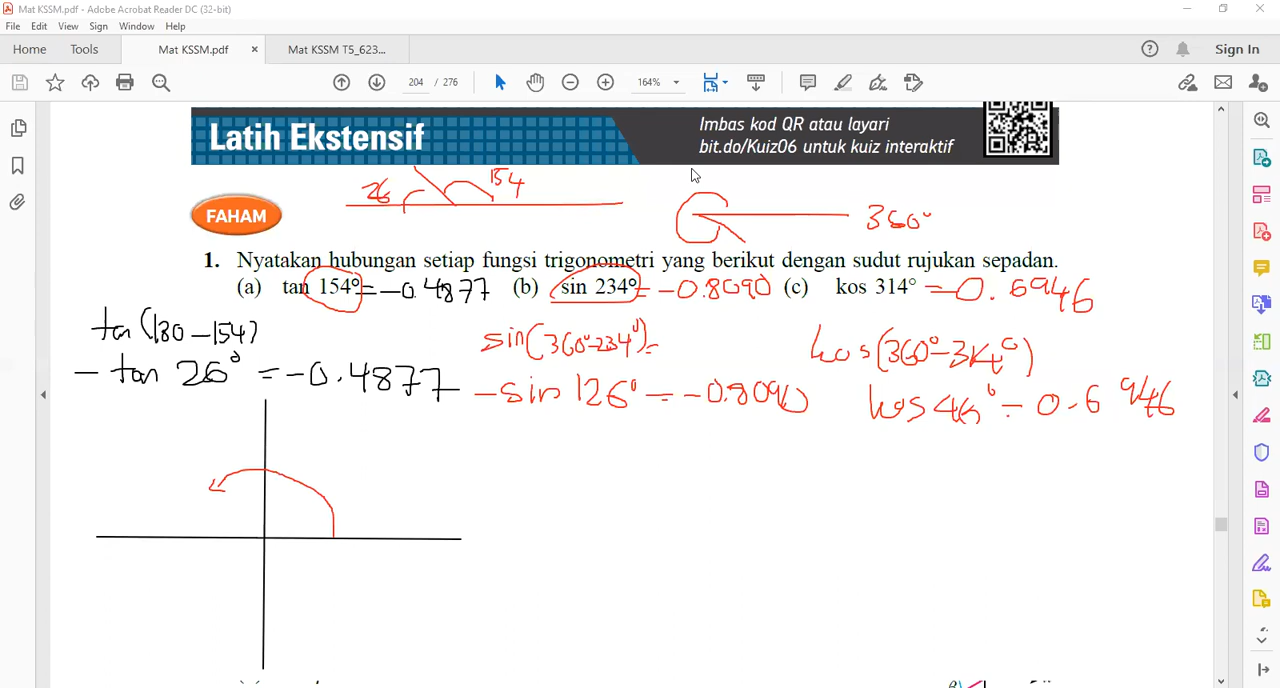 Mat KSSM.pdf - Adobe Acrobat Reader DC (32-bit)
File Edit View Sign Window Help
Home Tools Mat KSSM.pdf × Mat KSSM T5_623... Sign In
204 / 276 164%
Latih Ekstensif
Imbas kod QR atau layari
bit.do/Kuiz06 untuk kuiz interaktif
26 154
FAHAM
360°
1. Nyatakan hubungan setiap fungsi trigonometri yang berikut dengan sudut rujukan sepadan.
(a) tan 154° = -0.4877 (b) sin 234° = -0.8090 (c) kos 314° = 0.6946
tan(180-154)
- tan 26° = -0.4877
sin(360°-234°)=
- sin 126° = -0.8090
kos(360°-314°)
kos 46° = 0.6946